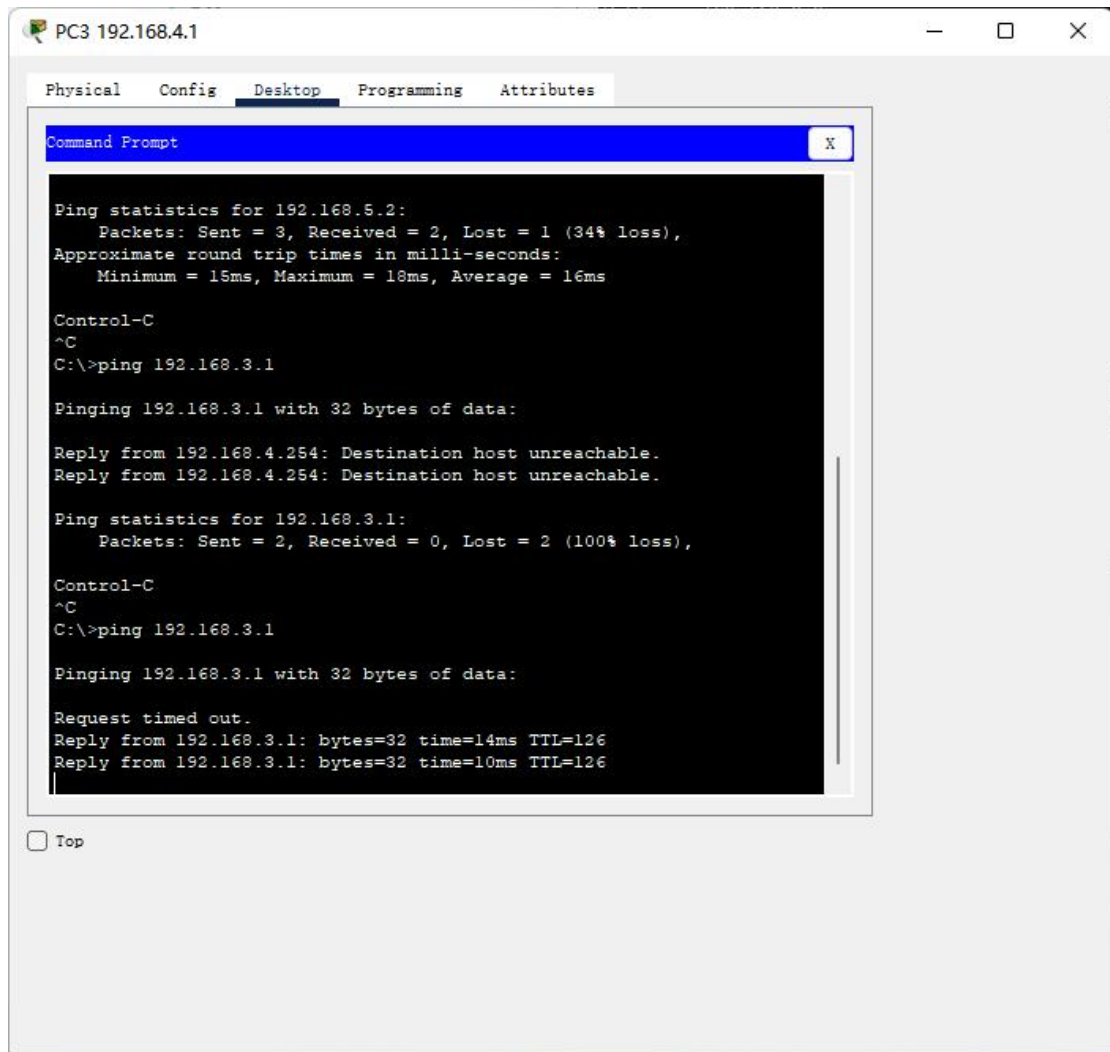 PC3 192.168.4.1
Physical Config Desktop Programming Attributes
Command Prompt
X
Ping statistics for 192.168.5.2:
Packets: Sent = 3, Received = 2, Lost = 1 (34% loss),
Approximate round trip times in milli-seconds:
Minimum = 15ms, Maximum = 18ms, Average = 16ms
Control-C
^C
C:\>ping 192.168.3.1
Pinging 192.168.3.1 with 32 bytes of data:
Reply from 192.168.4.254: Destination host unreachable.
Reply from 192.168.4.254: Destination host unreachable.
Ping statistics for 192.168.3.1:
Packets: Sent = 2, Received = 0, Lost = 2 (100% loss),
Control-C
^C
C:\>ping 192.168.3.1
Pinging 192.168.3.1 with 32 bytes of data:
Request timed out.
Reply from 192.168.3.1: bytes=32 time=14ms TTL=126
Reply from 192.168.3.1: bytes=32 time=10ms TTL=126
Top